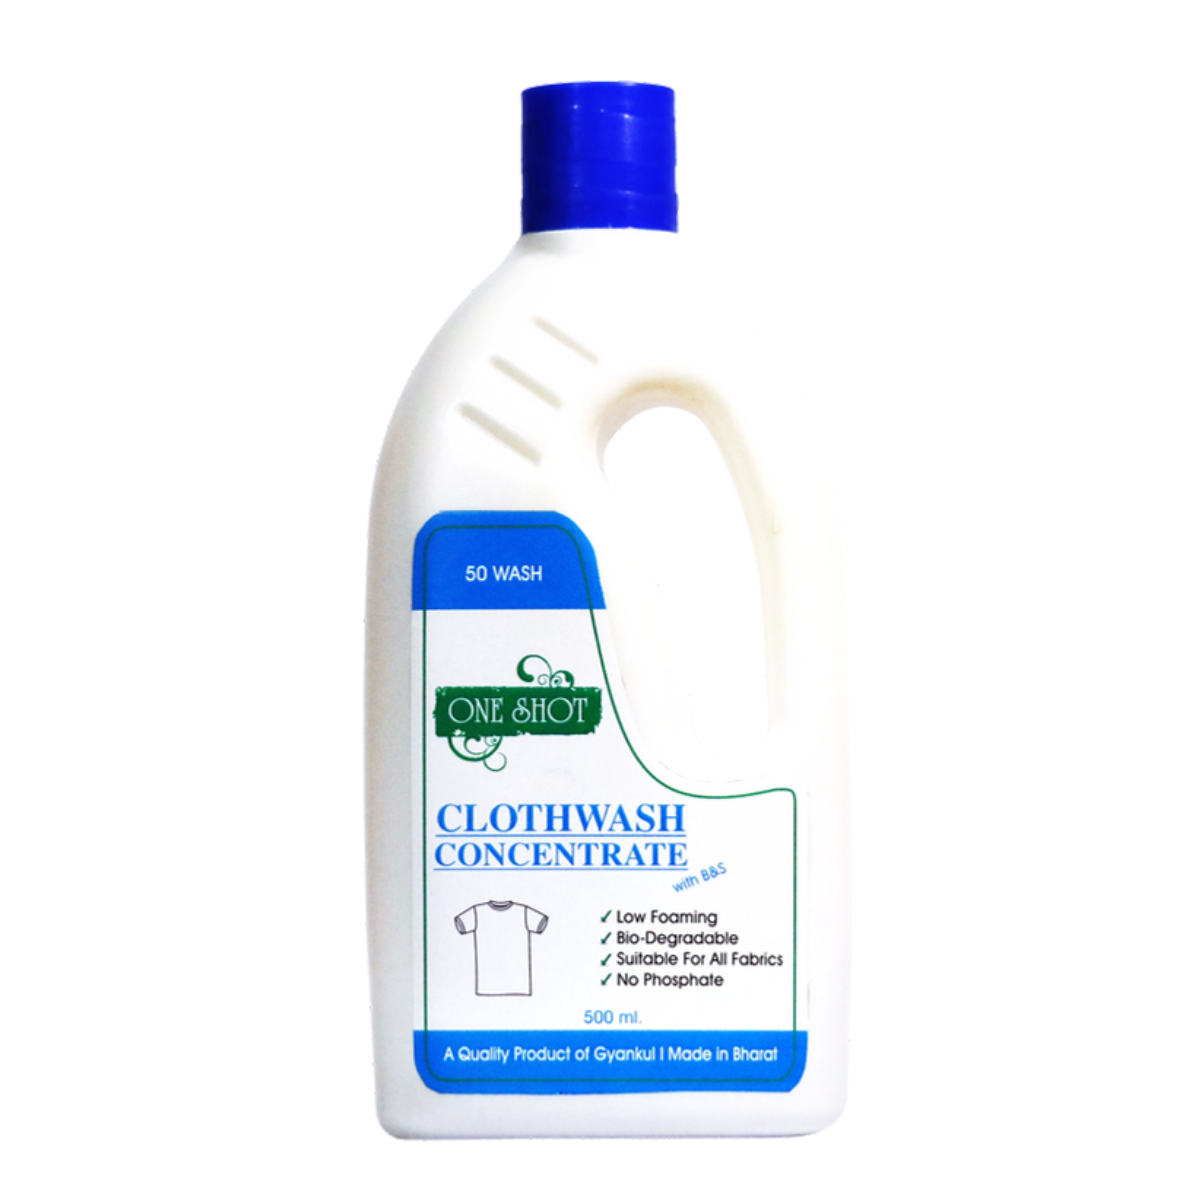 50 WASH
ONE SHOT
CLOTHWASH
CONCENTRATE
with B&S
✓ Low Foaming
✓ Bio-Degradable
✓ Suitable For All Fabrics
✓ No Phosphate
500 ml.
A Quality Product of Gyankul I Made in Bharat